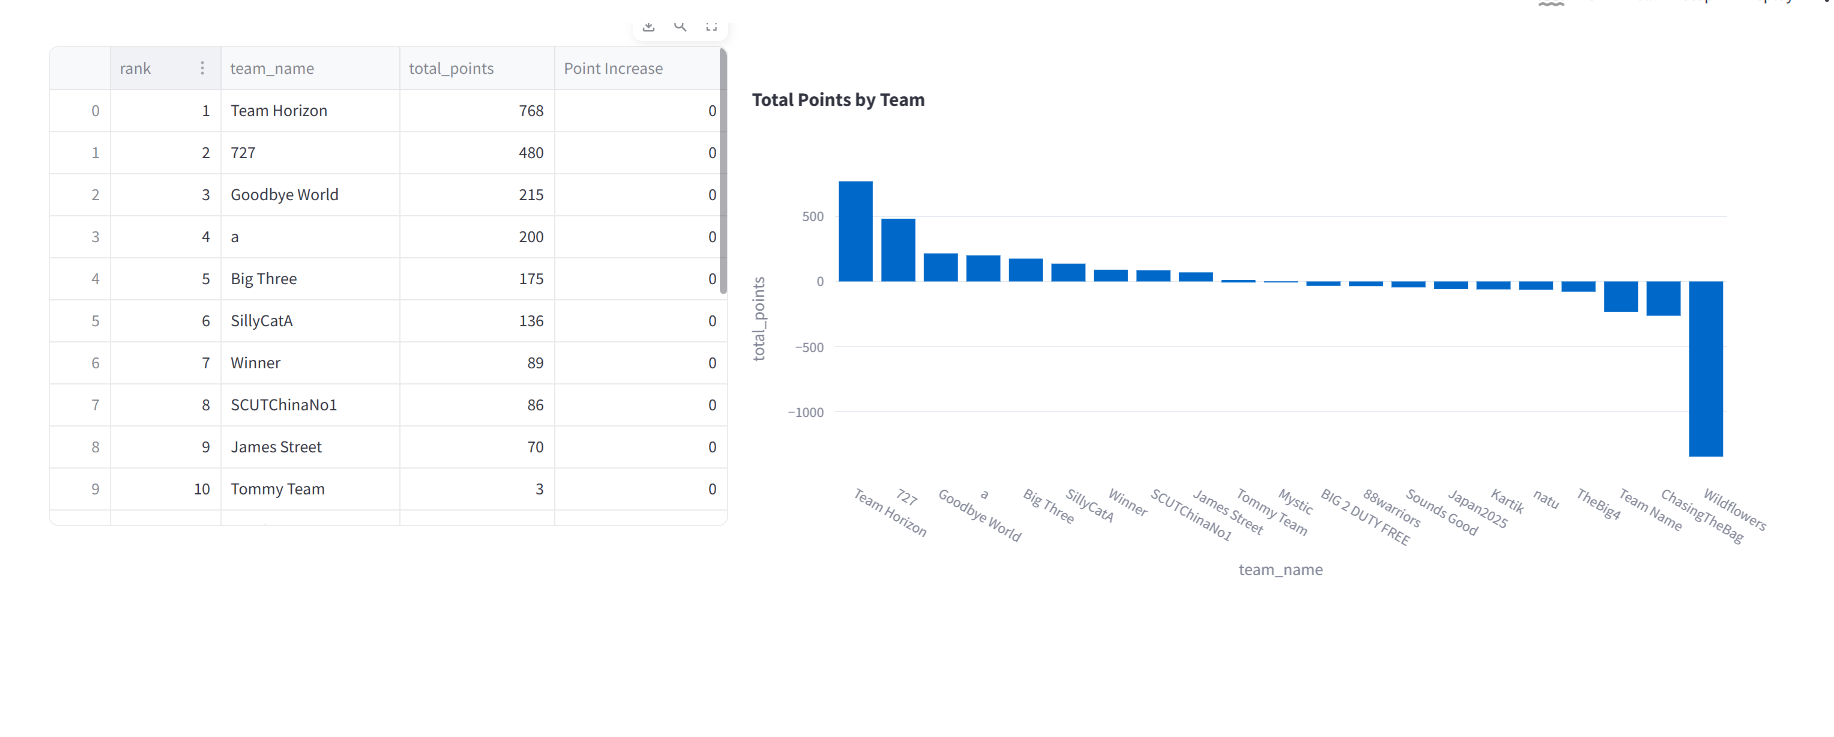 rank team_name total_points Point Increase
0 1 Team Horizon 768 0
1 2 727 480 0
2 3 Goodbye World 215 0
3 4 a 200 0
4 5 Big Three 175 0
5 6 SillyCatA 136 0
6 7 Winner 89 0
7 8 SCUTChinaNo1 86 0
8 9 James Street 70 0
9 10 Tommy Team 3 0
Total Points by Team
500
0
−500
−1000
total_points
Team Horizon
727
Goodbye World
a
Big Three
SillyCatA
Winner
SCUTChinaNo1
James Street
Tommy Team
Mystic
BIG 2 DUTY FREE
88warriors
Sounds Good
Japan2025
Kartik
natu
TheBig4
Team Name
ChasingTheBag
Wildflowers
team_name